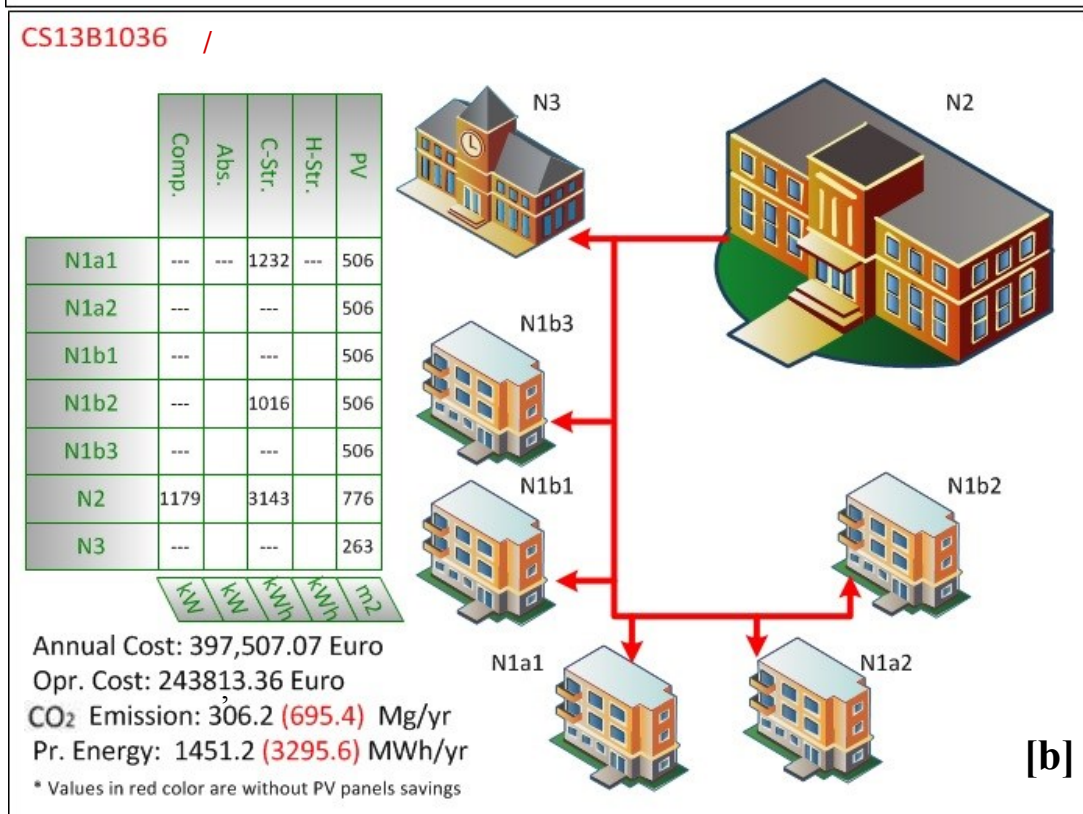 CS13B1036 /
Comp. Abs. C-Str. H-Str. PV
N1a1 --- --- 1232 --- 506
N1a2 --- --- 506
N1b1 --- --- 506
N1b2 --- 1016 506
N1b3 --- --- 506
N2 1179 3143 776
N3 --- --- 263
kW kW kWh kWh m2
N3
N2
N1b3
N1b1
N1b2
N1a1
N1a2
Annual Cost: 397,507.07 Euro
Opr. Cost: 243813.36 Euro
,
CO₂ Emission: 306.2 (695.4) Mg/yr
Pr. Energy: 1451.2 (3295.6) MWh/yr
* Values in red color are without PV panels savings
[b]